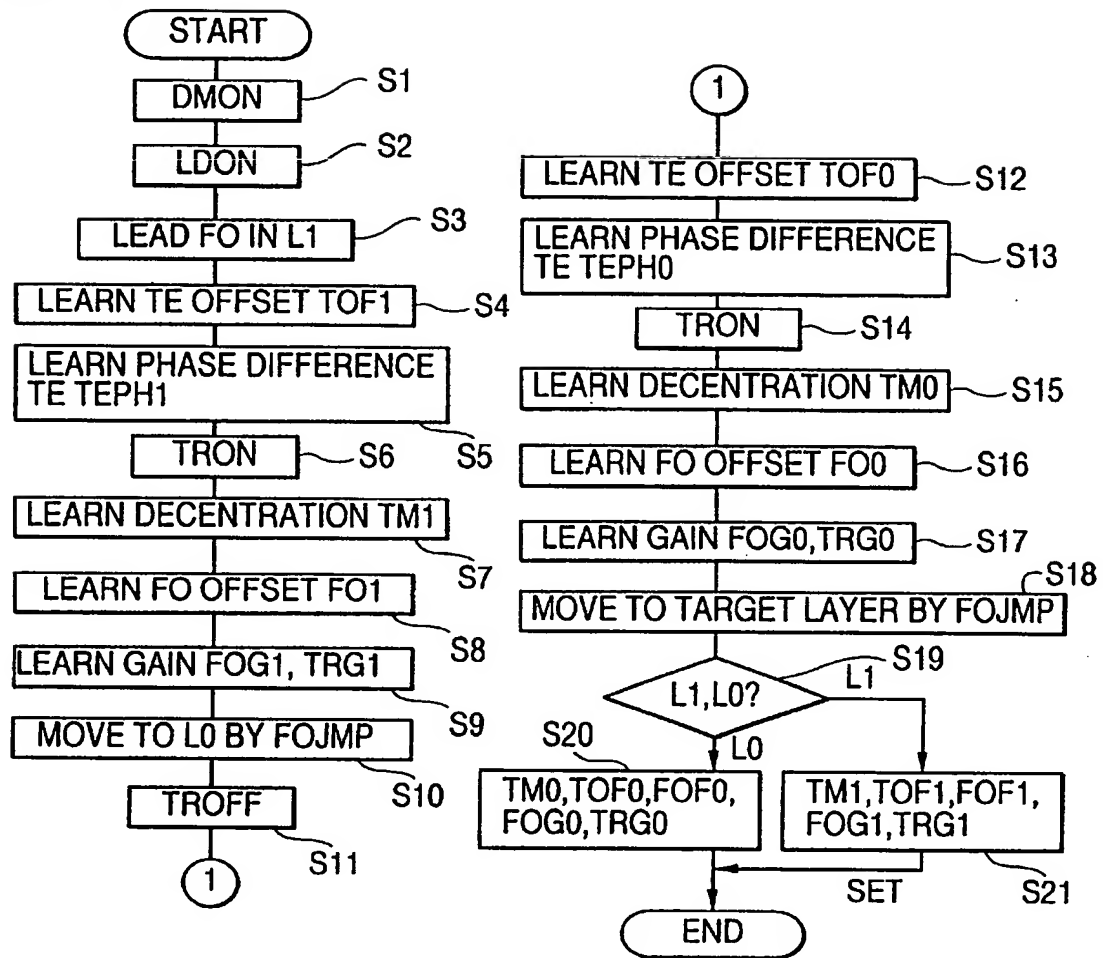 START
DMON
S1
LDON
S2
LEAD FO IN L1
S3
LEARN TE OFFSET TOF1
S4
LEARN PHASE DIFFERENCE
TE TEPH1
S5
TRON
S6
LEARN DECENTRATION TM1
S7
LEARN FO OFFSET FO1
S8
LEARN GAIN FOG1, TRG1
S9
MOVE TO L0 BY FOJMP
S10
TROFF
S11
1
1
LEARN TE OFFSET TOF0
S12
LEARN PHASE DIFFERENCE
TE TEPH0
S13
TRON
S14
LEARN DECENTRATION TM0
S15
LEARN FO OFFSET FO0
S16
LEARN GAIN FOG0,TRG0
S17
S18
MOVE TO TARGET LAYER BY FOJMP
S19
L1,L0?
L1
S20
L0
TM0,TOF0,FOF0,
FOG0,TRG0
TM1,TOF1,FOF1,
FOG1,TRG1
SET
S21
END